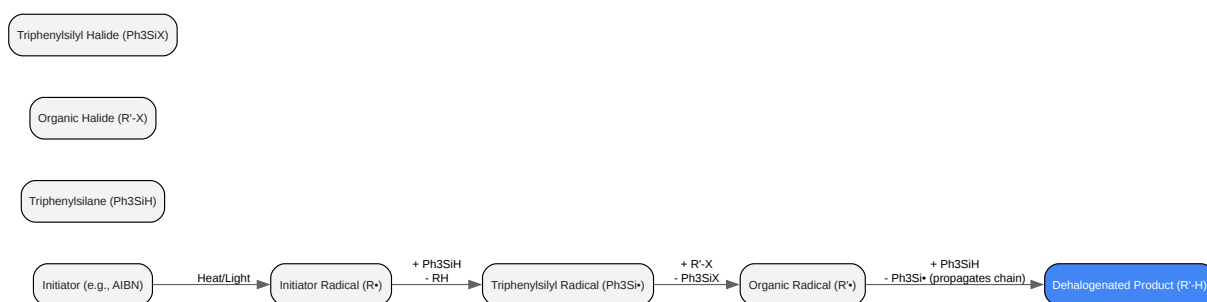 Triphenylsilyl Halide (Ph3SiX)
Organic Halide (R'-X)
Triphenylsilane (Ph3SiH)
Initiator (e.g., AIBN)
Heat/Light
Initiator Radical (R•)
+ Ph3SiH
- RH
Triphenylsilyl Radical (Ph3Si•)
+ R'-X
- Ph3SiX
Organic Radical (R'•)
+ Ph3SiH
- Ph3Si• (propagates chain)
Dehalogenated Product (R'-H)